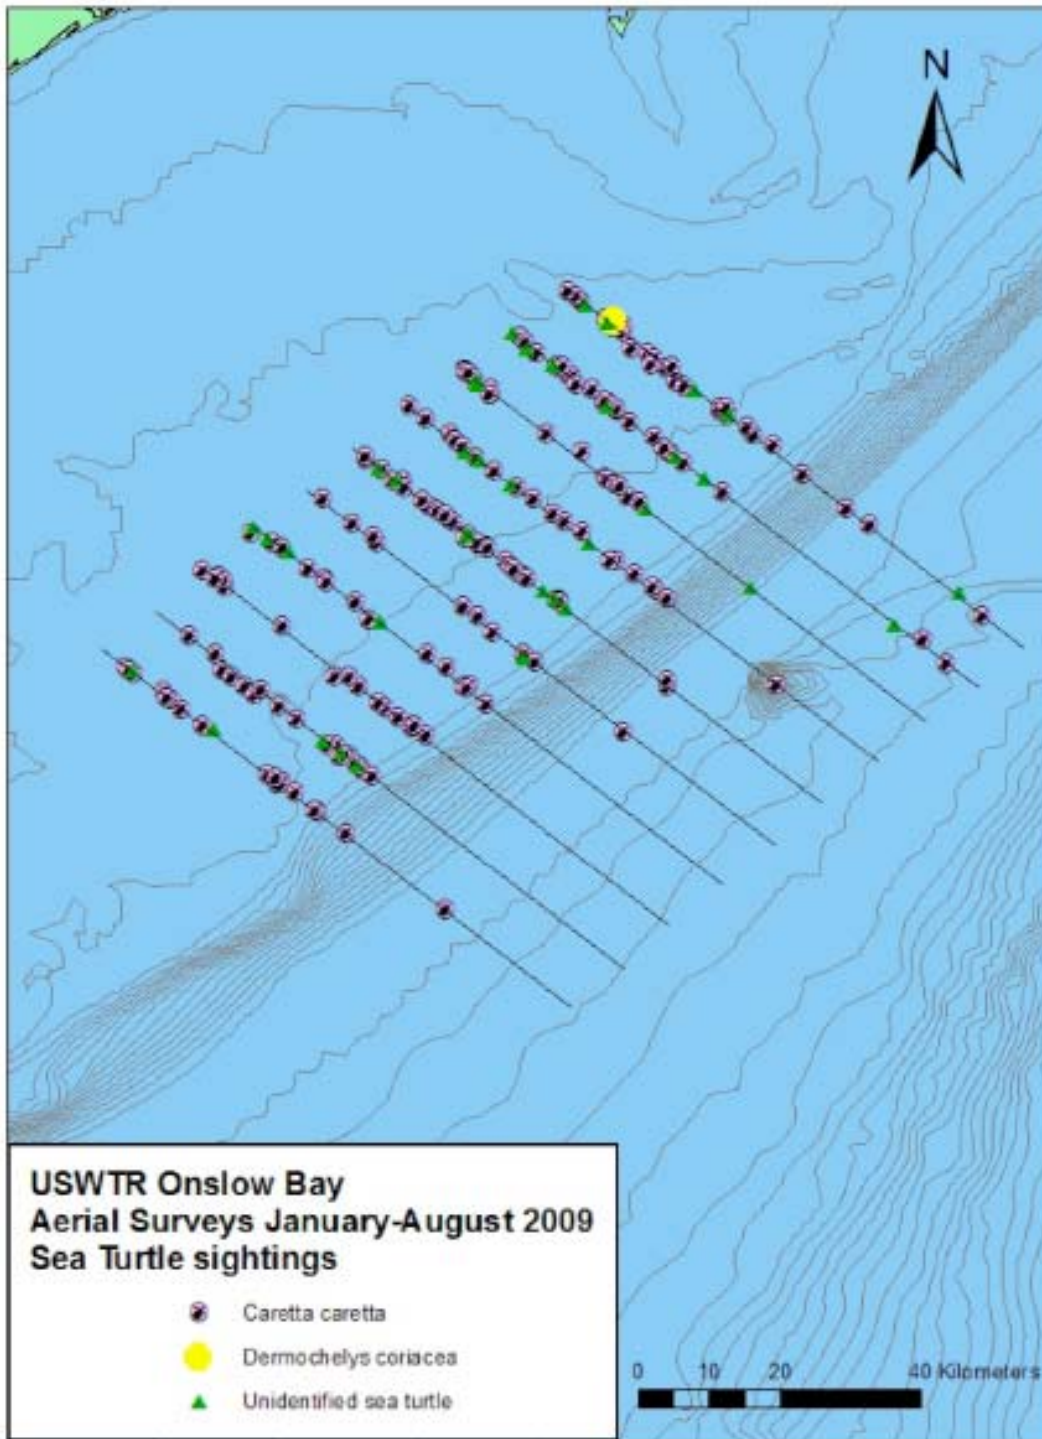 N
USWTR Onslow Bay
Aerial Surveys January-August 2009
Sea Turtle sightings
Caretta caretta
Dermochelys coriacea
Unidentified sea turtle
0 10 20 40 Kilometers